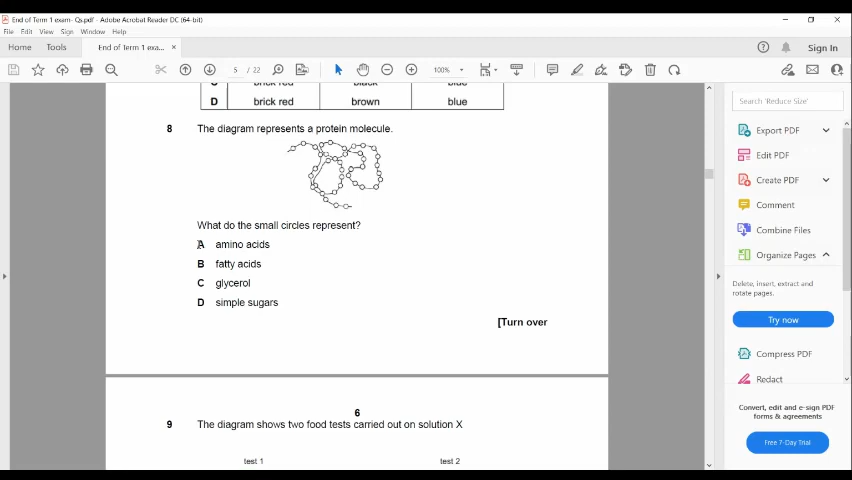 End of Term 1 exam- Qs.pdf - Adobe Acrobat Reader DC (64-bit)
File Edit View Sign Window Help
Home Tools End of Term 1 exa... × Sign In
5 / 22 100%
brick red black blue
D brick red brown blue
8 The diagram represents a protein molecule.
What do the small circles represent?
A amino acids
B fatty acids
C glycerol
D simple sugars
[Turn over
6
9 The diagram shows two food tests carried out on solution X
test 1 test 2
Search 'Reduce Size'
Export PDF
Edit PDF
Create PDF
Comment
Combine Files
Organize Pages
Delete, insert, extract and
rotate pages.
Try now
Compress PDF
Redact
Convert, edit and e-sign PDF
forms & agreements
Free 7-Day Trial